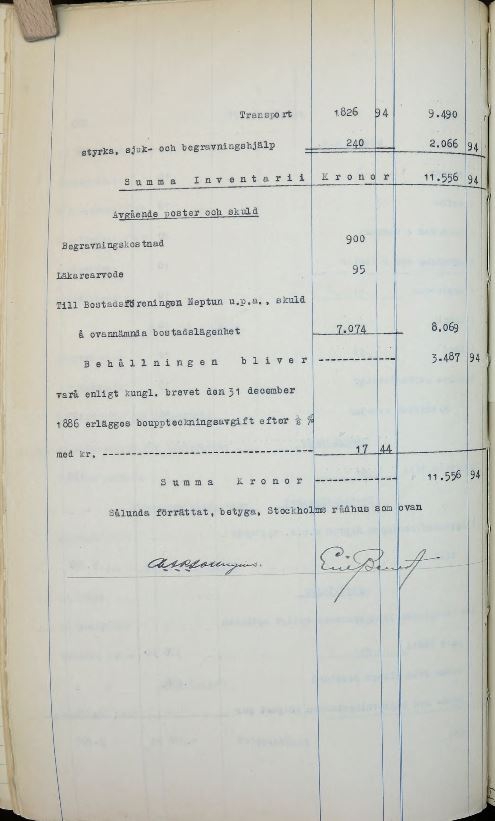 Transport 1826 94 9.490
styrka, sjuk- och begravningshjälp 240 2.066 94
Summa Inventarii Kronor 11.556 94
Avgående poster och skuld
Begravningskostnad 900
Läkarearvode 95
Till Bostadsföreningen Neptun u.p.a., skuld
å ovannämnda bostadslägenhet 7.074 8.069
Behållningen bliver ------------ 3.487 94
varå enligt kungl. brevet den 31 december
1886 erlägges bouppteckningsavgift efter ½ %
med kr. ----------------------------------- 17 44
Summa Kronor ------------ 11.556 94
Sålunda förrättat, betyga, Stockholms rådhus som ovan